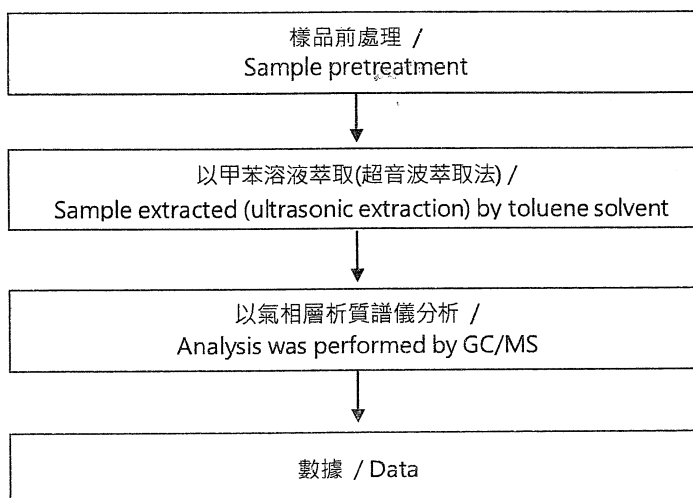 樣品前處理 /
Sample pretreatment
以甲苯溶液萃取(超音波萃取法) /
Sample extracted (ultrasonic extraction) by toluene solvent
以氣相層析質譜儀分析 /
Analysis was performed by GC/MS
數據 / Data